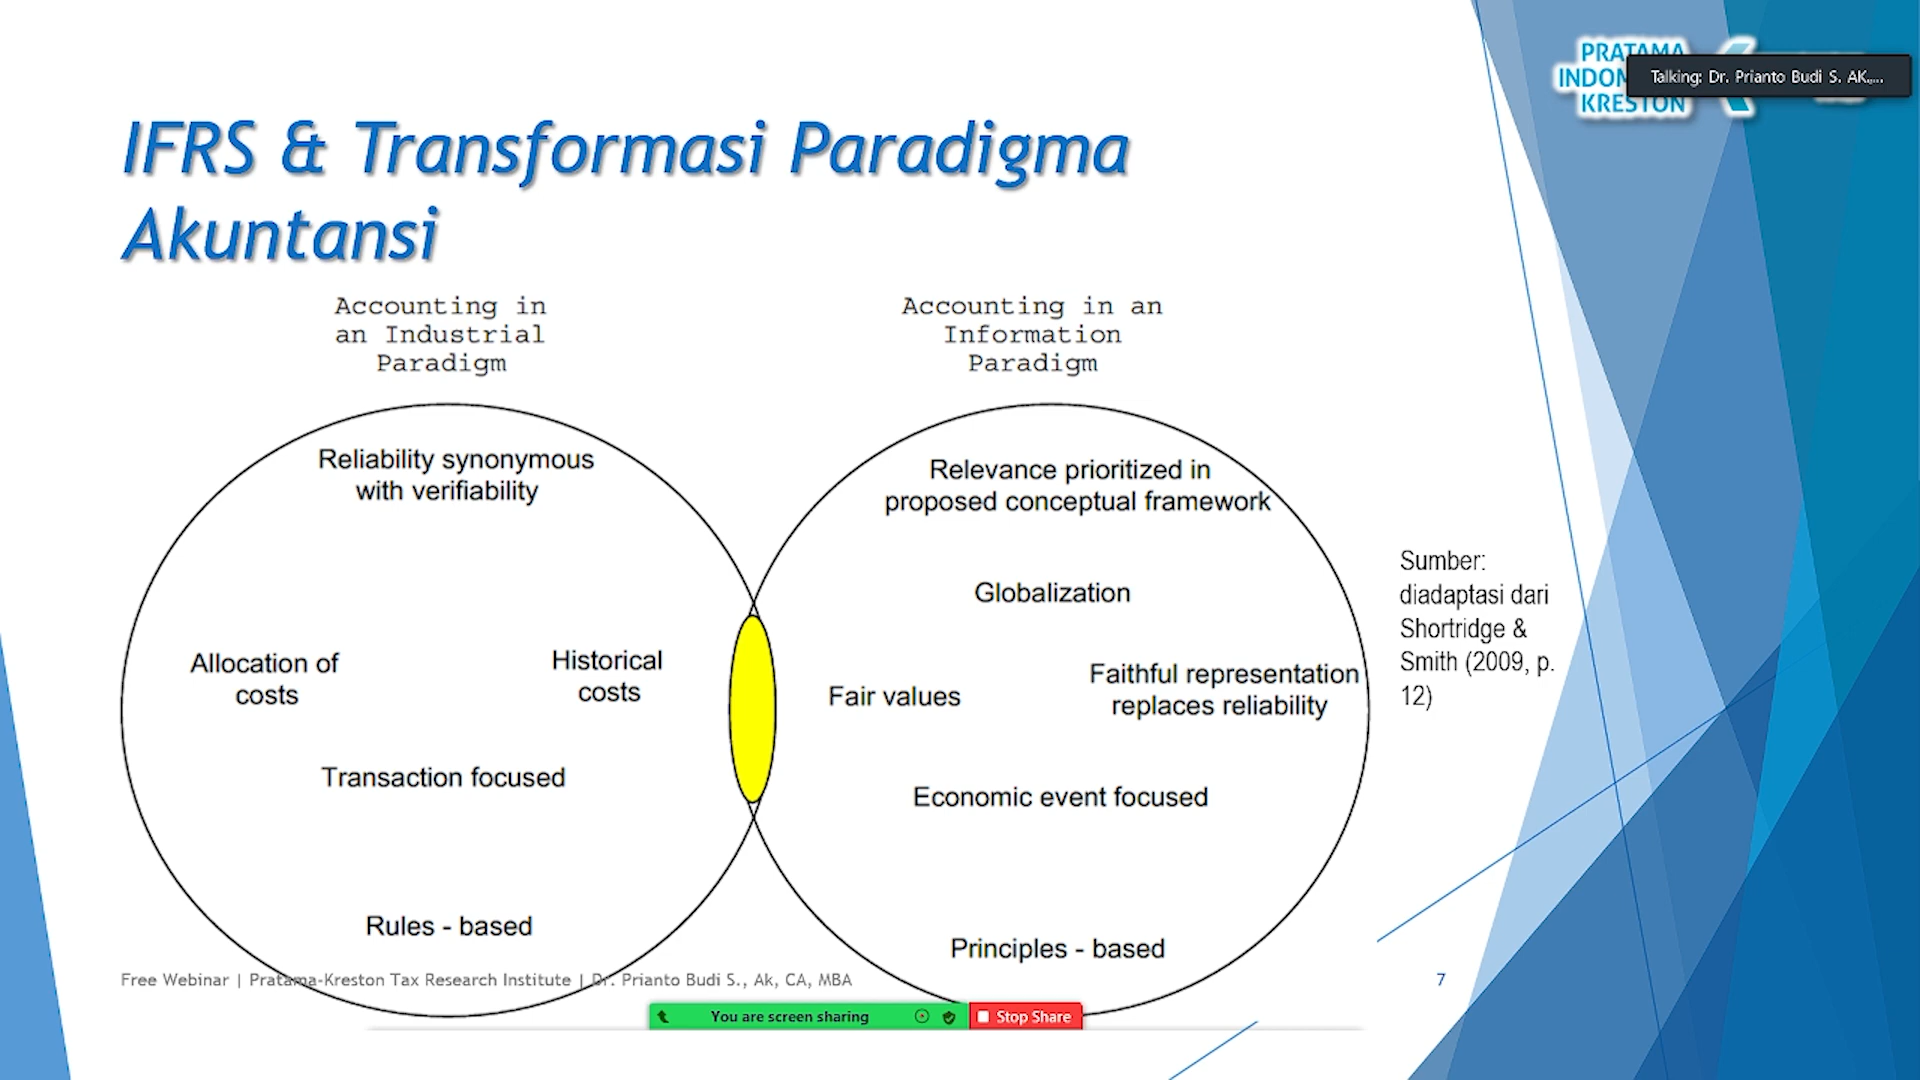 PRATAMA
INDOM
KRESTON
Talking: Dr. Prianto Budi S. AK,...
IFRS & Transformasi Paradigma
Akuntansi
Accounting in
an Industrial
Paradigm
Accounting in an
Information
Paradigm
Reliability synonymous
with verifiability
Relevance prioritized in
proposed conceptual framework
Globalization
Allocation of
costs
Historical
costs
Fair values
Faithful representation
replaces reliability
Transaction focused
Economic event focused
Rules - based
Principles - based
Sumber:
diadaptasi dari
Shortridge &
Smith (2009, p.
12)
Free Webinar | Pratama-Kreston Tax Research Institute | Dr. Prianto Budi S., Ak, CA, MBA
7
You are screen sharing
Stop Share